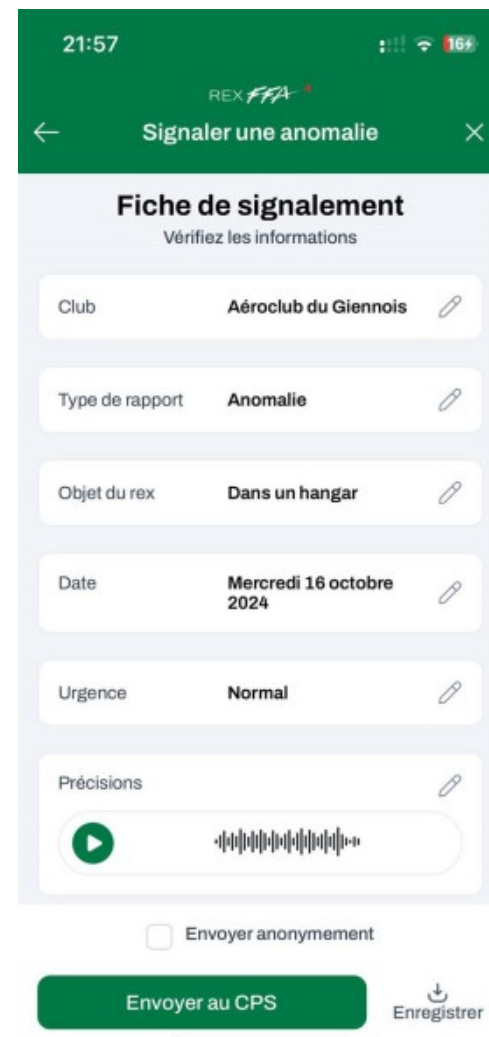 21:57
16
REX FFA
Signaler une anomalie
Fiche de signalement
Vérifiez les informations
Club Aéroclub du Giennois
Type de rapport Anomalie
Objet du rex Dans un hangar
Date Mercredi 16 octobre
2024
Urgence Normal
Précisions
Envoyer anonymement
Envoyer au CPS
Enregistrer